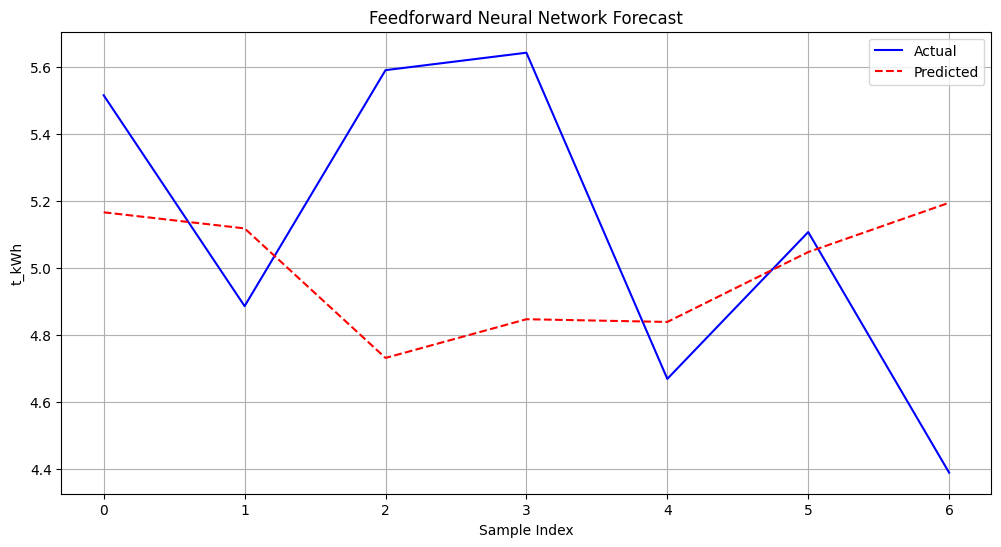 Feedforward Neural Network Forecast
Actual
Predicted
5.6
5.4
5.2
5.0
4.8
4.6
4.4
t_kWh
0 1 2 3 4 5 6
Sample Index